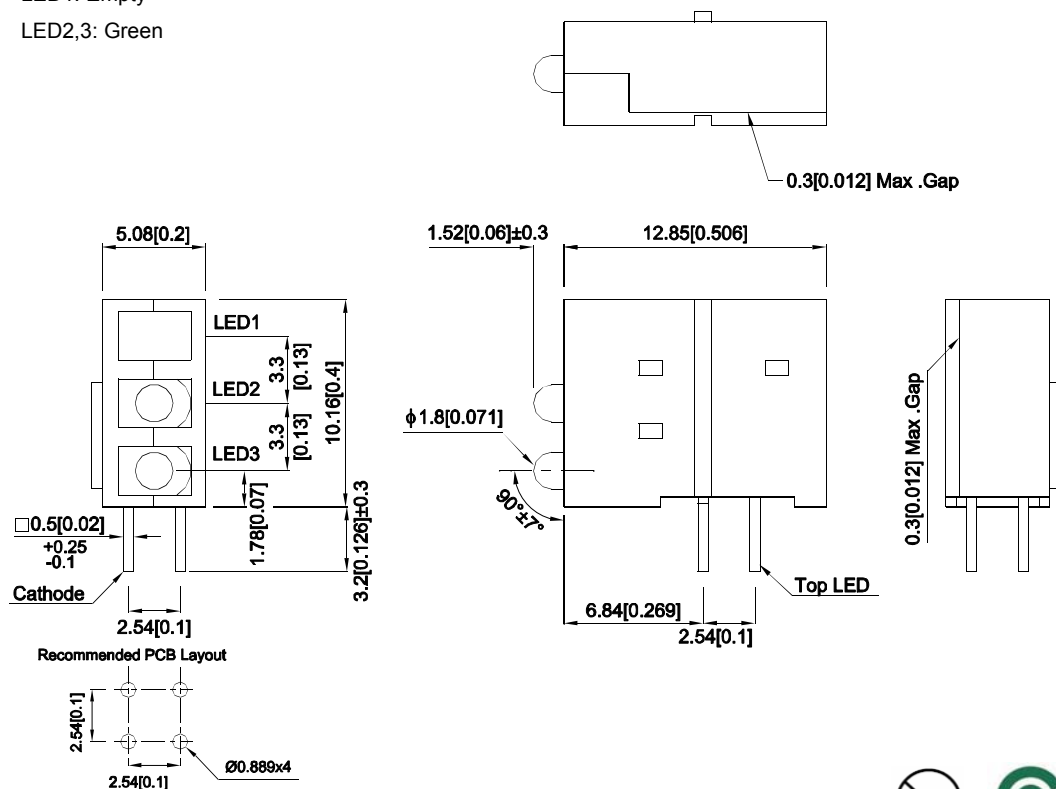 LED1: Empty
LED2,3: Green
0.3[0.012] Max .Gap
5.08[0.2]
1.52[0.06]±0.3
12.85[0.506]
LED1
3.3
[0.13]
LED2
3.3
[0.13]
LED3
10.16[0.4]
1.78[0.07]
3.2[0.126]±0.3
ϕ1.8[0.071]
90°±7°
0.3[0.012] Max .Gap
□0.5[0.02]
+0.25
-0.1
Cathode
2.54[0.1]
Top LED
6.84[0.269]
2.54[0.1]
Recommended PCB Layout
2.54[0.1]
Ø0.889x4
2.54[0.1]